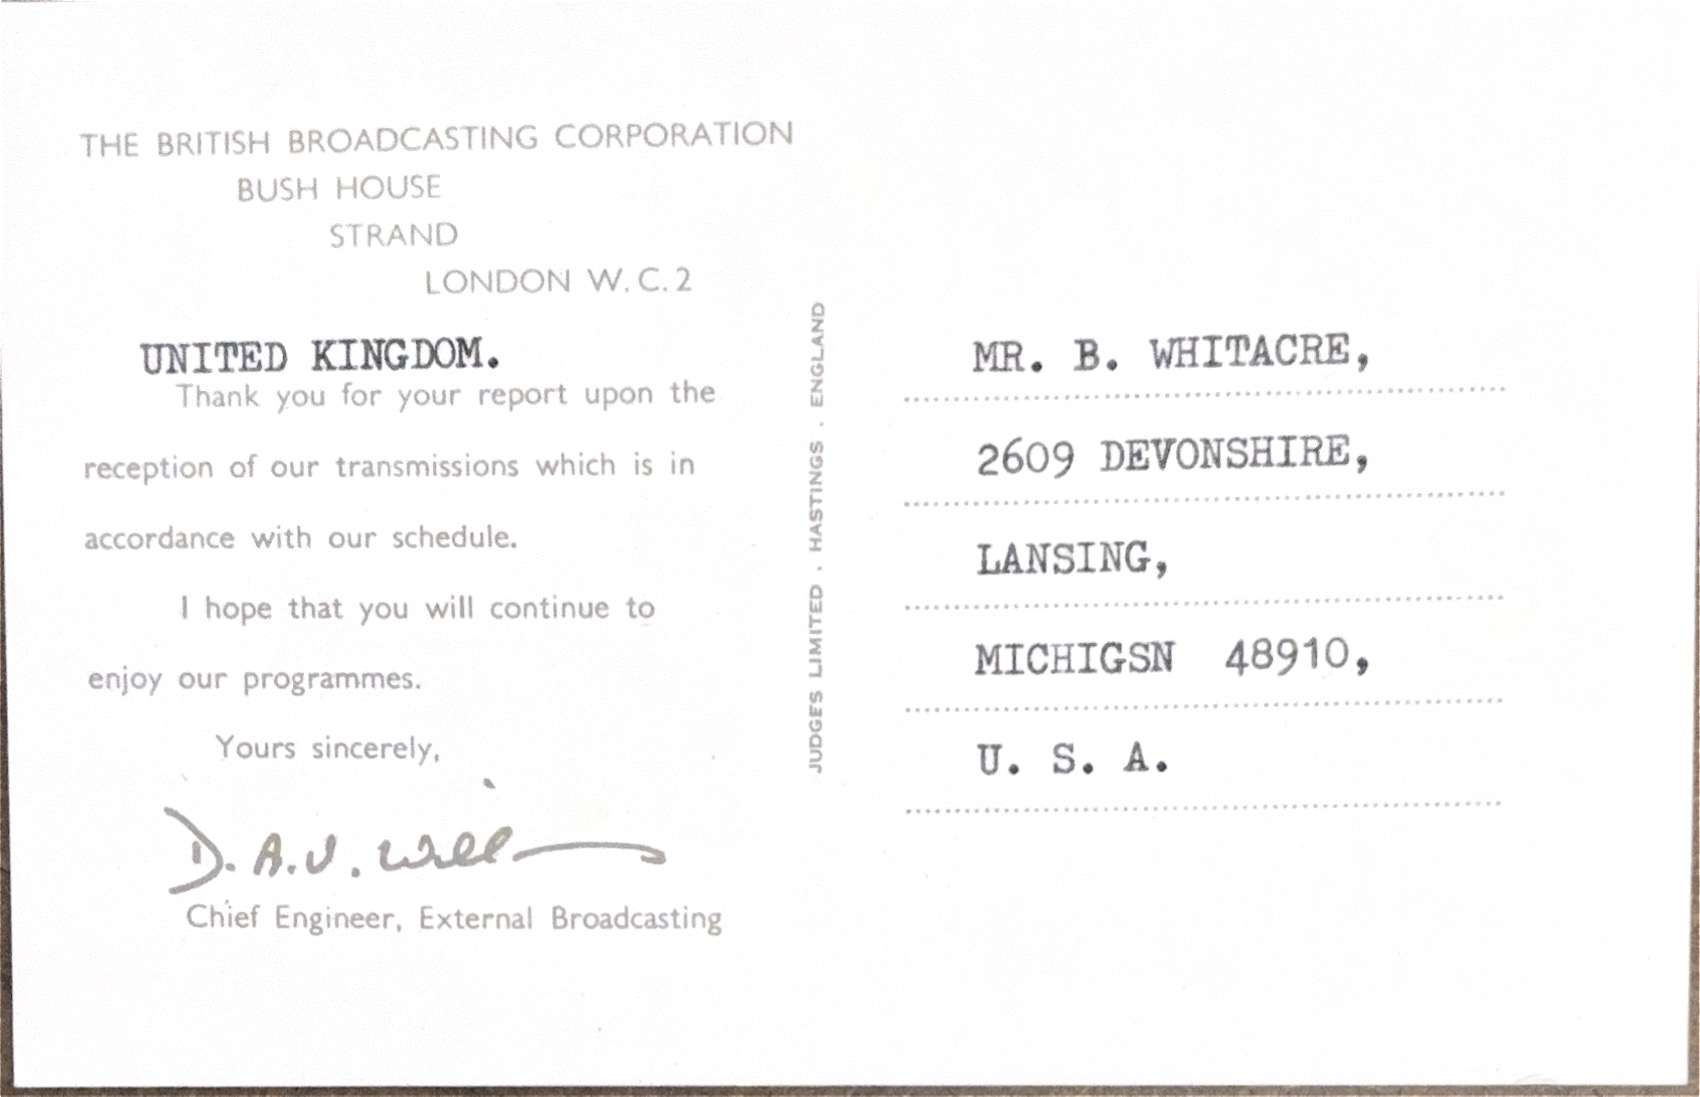 THE BRITISH BROADCASTING CORPORATION
BUSH HOUSE
STRAND
LONDON W.C.2
UNITED KINGDOM.
Thank you for your report upon the
reception of our transmissions which is in
accordance with our schedule.
I hope that you will continue to
enjoy our programmes.
Yours sincerely,
D. A. V. Will
Chief Engineer, External Broadcasting
JUDGES LIMITED . HASTINGS . ENGLAND
MR. B. WHITACRE,
2609 DEVONSHIRE,
LANSING,
MICHIGSN 48910,
U. S. A.